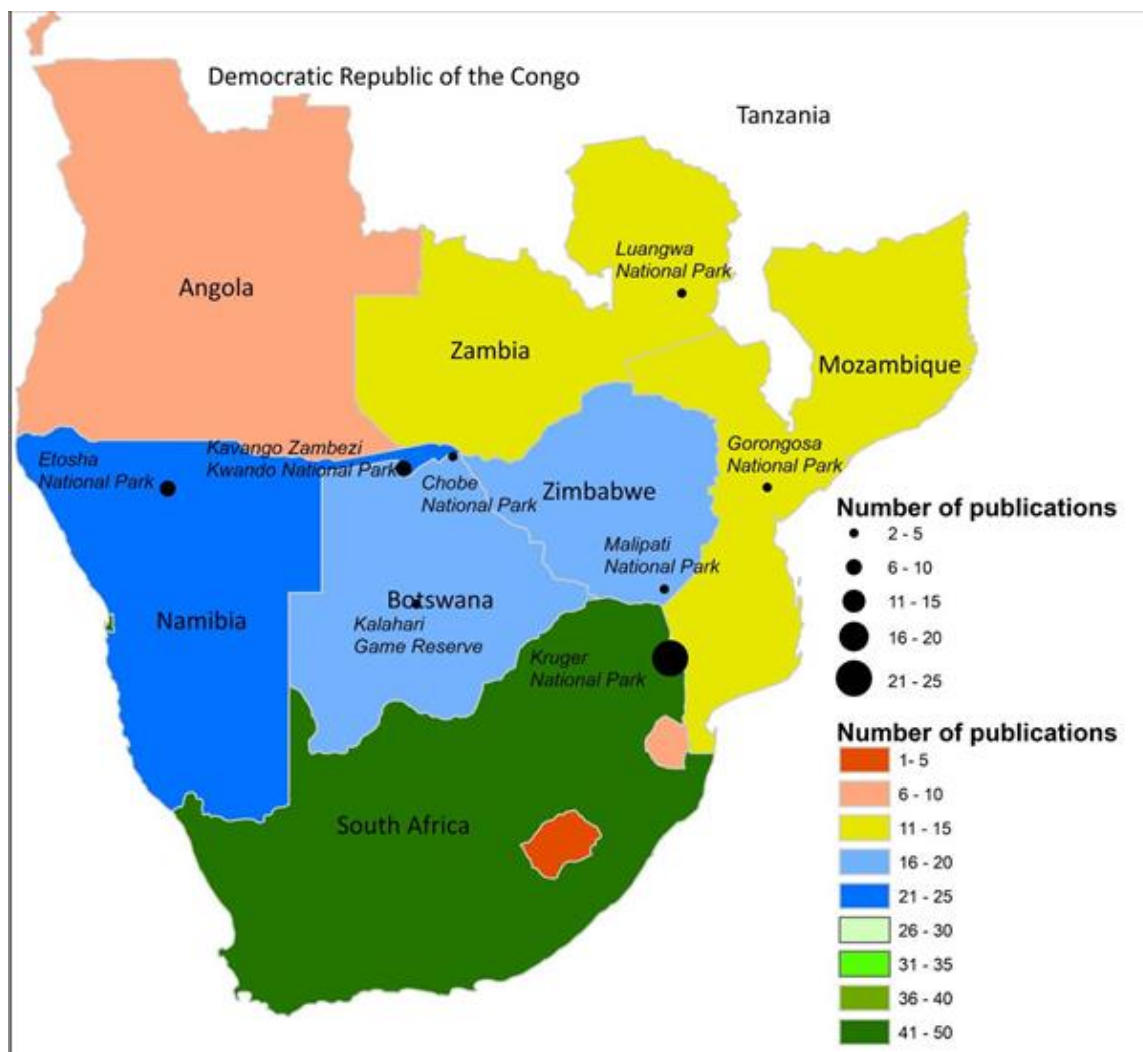 Democratic Republic of the Congo
Tanzania
Luangwa
National Park
Angola
Zambia
Mozambique
Kavango Zambezi
Kwando National Park
Etosha
National Park
Chobe
National Park
Gorongosa
National Park
Zimbabwe
Malipati
National Park
Botswana
Kalahari
Game Reserve
Namibia
Kruger
National Park
South Africa
Number of publications
2 - 5
6 - 10
11 - 15
16 - 20
21 - 25
Number of publications
1- 5
6 - 10
11 - 15
16 - 20
21 - 25
26 - 30
31 - 35
36 - 40
41 - 50